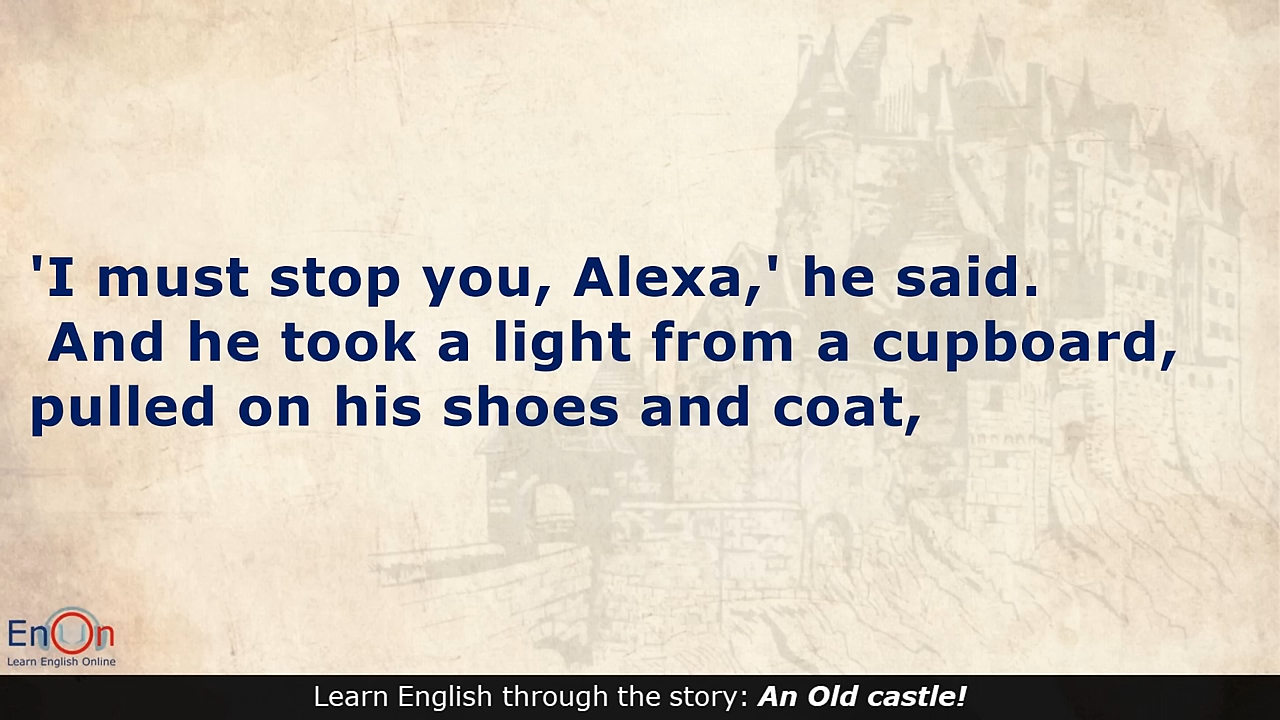 'I must stop you, Alexa,' he said.
And he took a light from a cupboard,
pulled on his shoes and coat,
EnOn
Learn English Online
Learn English through the story: An Old castle!